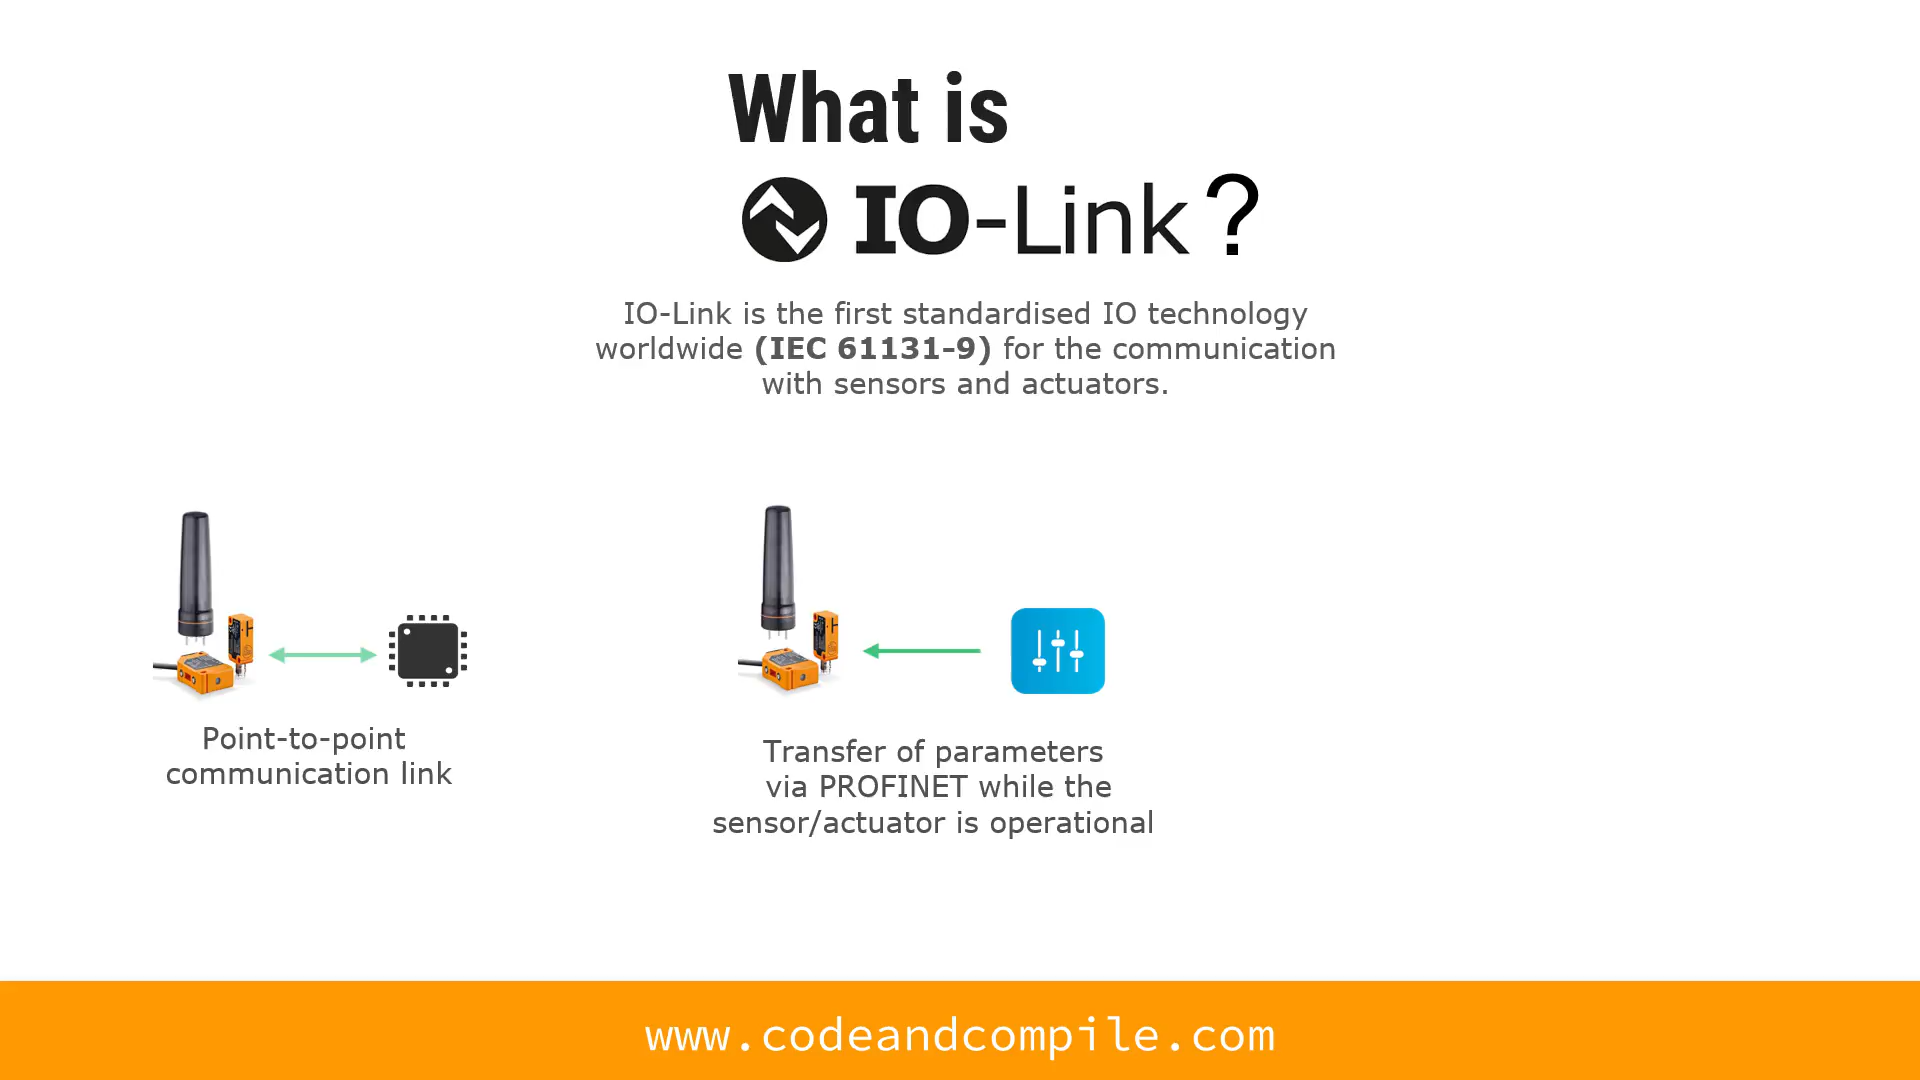 What is
IO-Link?
IO-Link is the first standardised IO technology
worldwide (IEC 61131-9) for the communication
with sensors and actuators.
Point-to-point
communication link
Transfer of parameters
via PROFINET while the
sensor/actuator is operational
www.codeandcompile.com